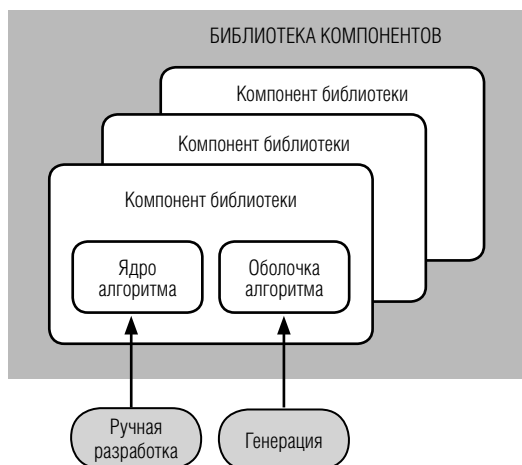 БИБЛИОТЕКА КОМПОНЕНТОВ
Компонент библиотеки
Компонент библиотеки
Компонент библиотеки
Ядро
алгоритма
Оболочка
алгоритма
Ручная
разработка
Генерация